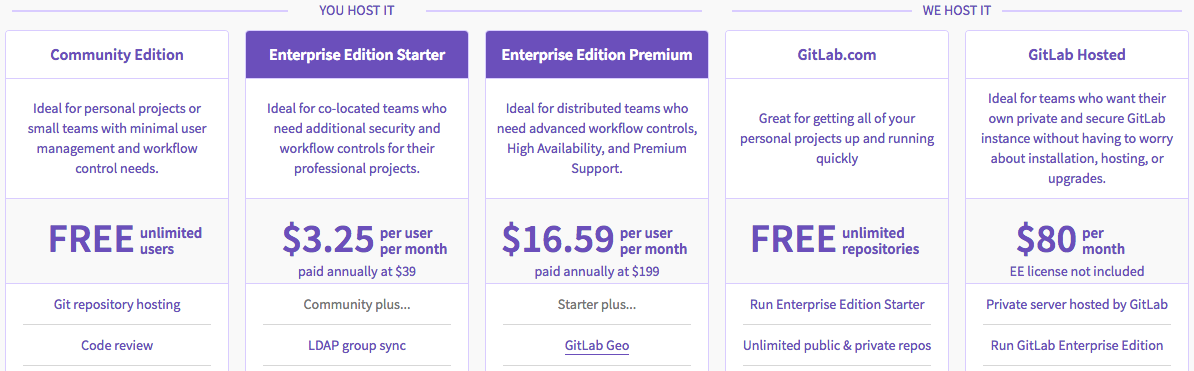 YOU HOST IT
WE HOST IT
Community Edition
Ideal for personal projects or
small teams with minimal user
management and workflow
control needs.
FREE unlimited
users
Git repository hosting
Code review
Enterprise Edition Starter
Ideal for co-located teams who
need additional security and
workflow controls for their
professional projects.
$3.25 per user
per month
paid annually at $39
Community plus...
LDAP group sync
Enterprise Edition Premium
Ideal for distributed teams who
need advanced workflow controls,
High Availability, and Premium
Support.
$16.59 per user
per month
paid annually at $199
Starter plus...
GitLab Geo
GitLab.com
Great for getting all of your
personal projects up and running
quickly
FREE unlimited
repositories
Run Enterprise Edition Starter
Unlimited public & private repos
GitLab Hosted
Ideal for teams who want their
own private and secure GitLab
instance without having to worry
about installation, hosting, or
upgrades.
$80 per
month
EE license not included
Private server hosted by GitLab
Run GitLab Enterprise Edition